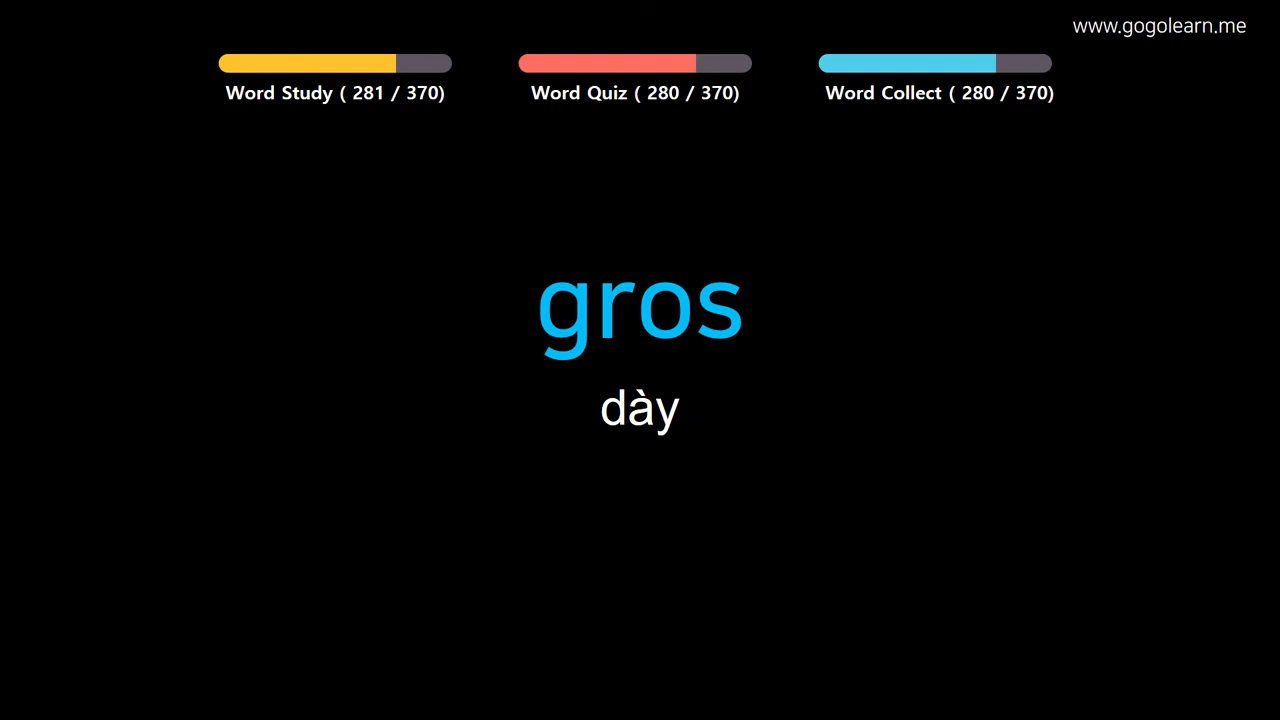 www.gogolearn.me
Word Study ( 281 / 370)
Word Quiz ( 280 / 370)
Word Collect ( 280 / 370)
gros
dày